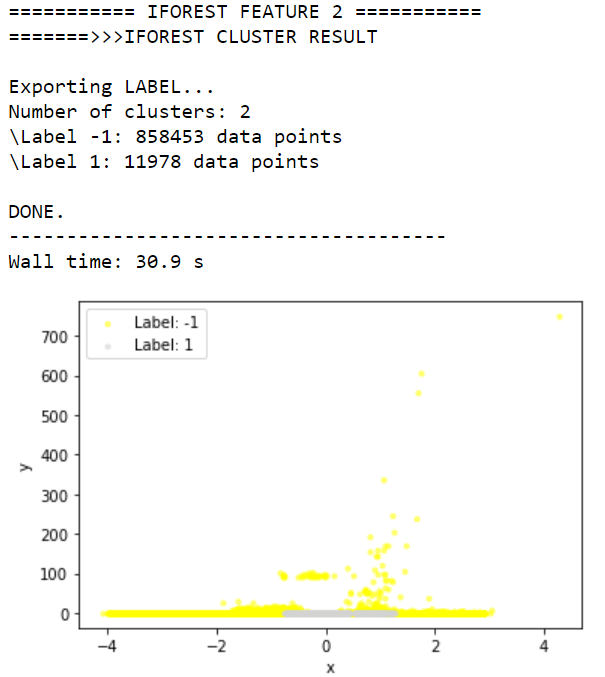 =========== IFOREST FEATURE 2 ===========
=======>>>IFOREST CLUSTER RESULT
Exporting LABEL...
Number of clusters: 2
\Label -1: 858453 data points
\Label 1: 11978 data points
DONE.
--------------------------------------
Wall time: 30.9 s
Label: -1
Label: 1
700
600
500
400
300
200
100
0
y
−4
−2
0
2
4
x